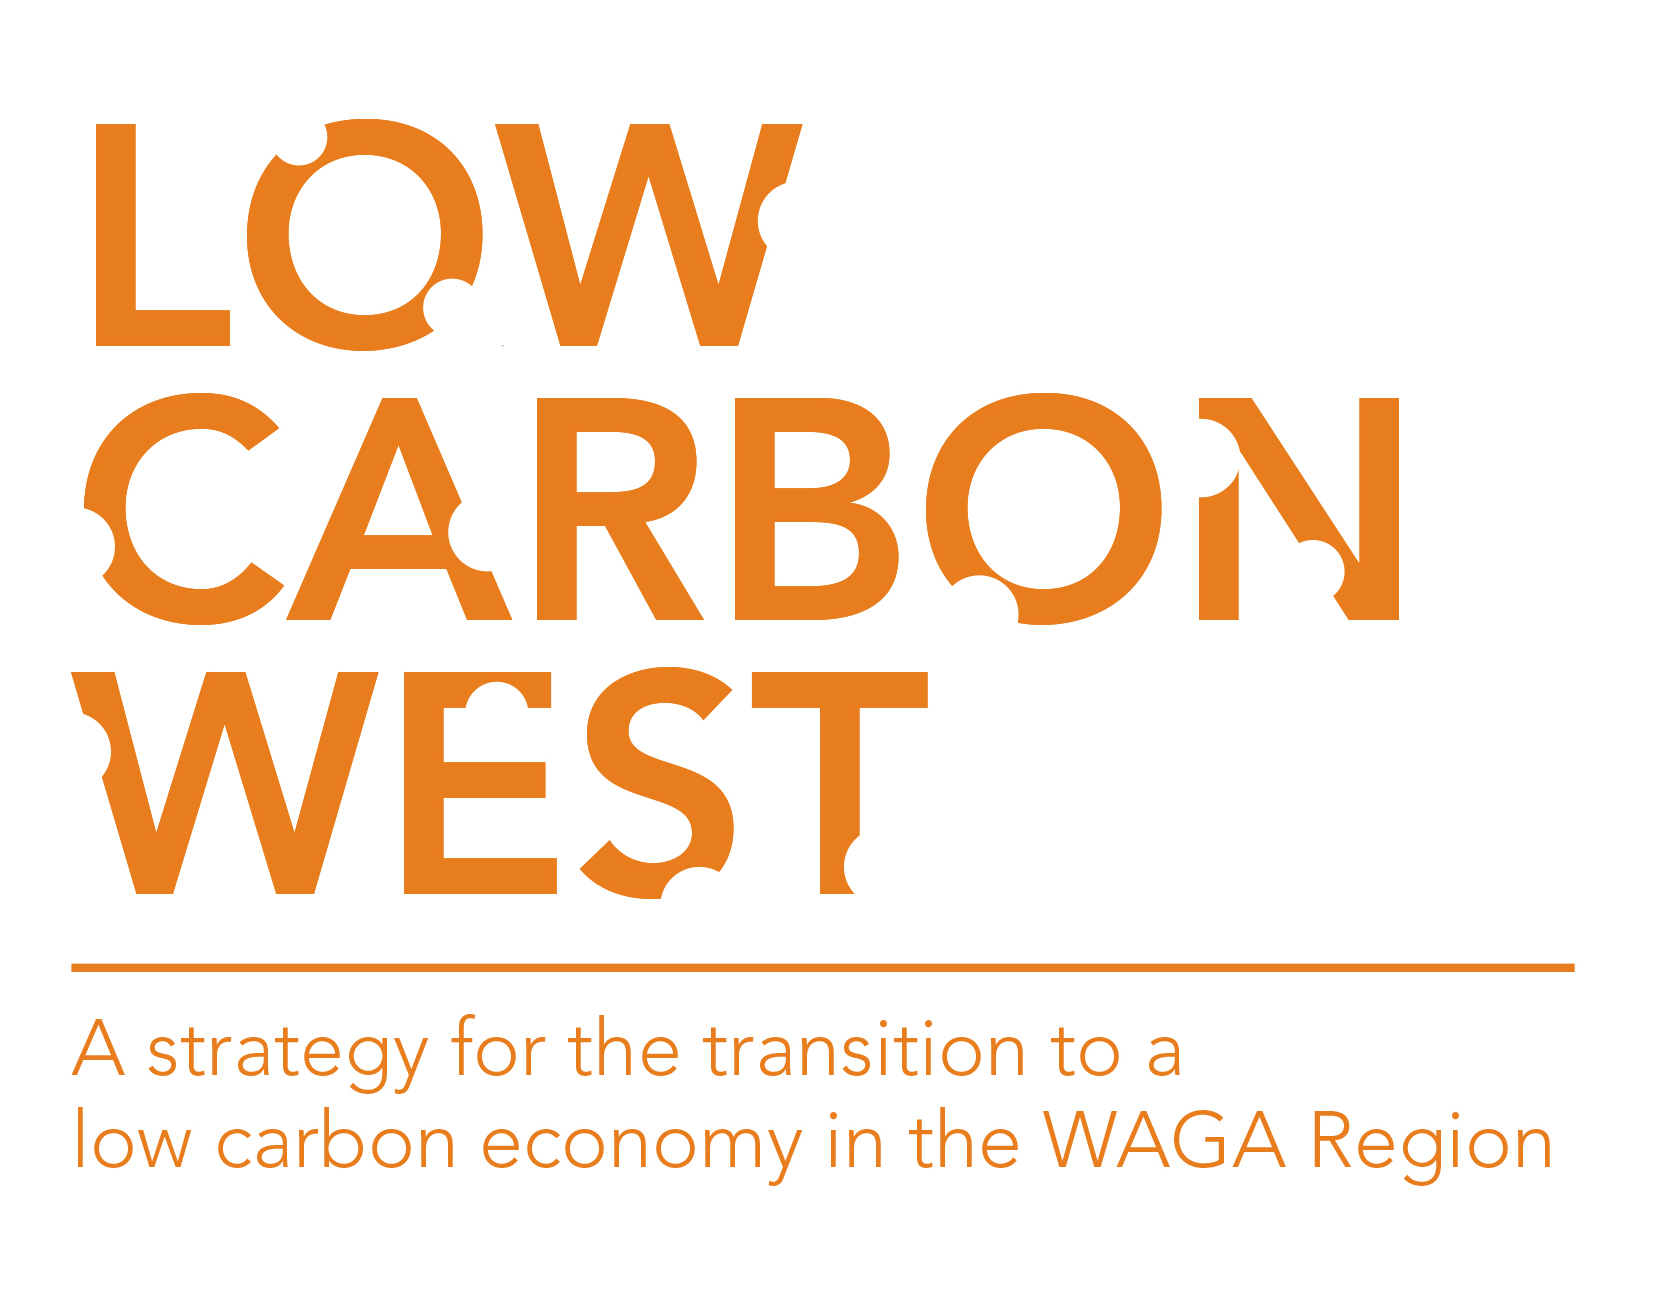 LOW
CARBON
WEST
A strategy for the transition to a
low carbon economy in the WAGA Region